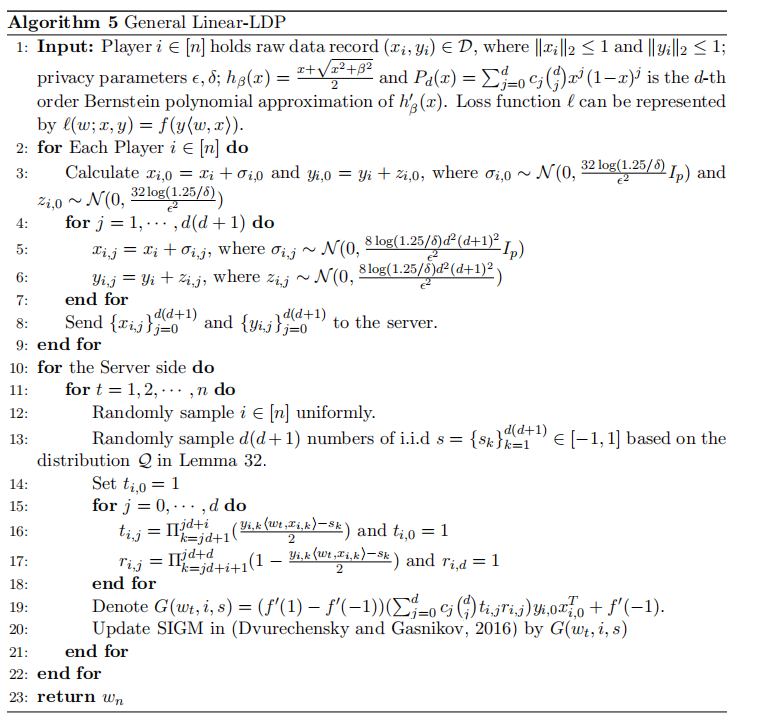 Algorithm 5 General Linear-LDP
1: Input: Player $i \in [n]$ holds raw data record $(x_i, y_i) \in \mathcal{D}$, where $\|x_i\|_2 \leq 1$ and $\|y_i\|_2 \leq 1$;
privacy parameters $\epsilon, \delta$; $h_\beta(x) = \frac{x+\sqrt{x^2+\beta^2}}{2}$ and $P_d(x) = \sum_{j=0}^{d} c_j \binom{d}{j} x^j (1-x)^j$ is the $d$-th
order Bernstein polynomial approximation of $h'_\beta(x)$. Loss function $\ell$ can be represented
by $\ell(w; x, y) = f(y\langle w, x\rangle)$.
2: for Each Player $i \in [n]$ do
3: Calculate $x_{i,0} = x_i + \sigma_{i,0}$ and $y_{i,0} = y_i + z_{i,0}$, where $\sigma_{i,0} \sim \mathcal{N}(0, \frac{32\log(1.25/\delta)}{\epsilon^2} I_p)$ and
$z_{i,0} \sim \mathcal{N}(0, \frac{32\log(1.25/\delta)}{\epsilon^2})$
4: for $j = 1, \cdots, d(d+1)$ do
5: $x_{i,j} = x_i + \sigma_{i,j}$, where $\sigma_{i,j} \sim \mathcal{N}(0, \frac{8\log(1.25/\delta)d^2(d+1)^2}{\epsilon^2} I_p)$
6: $y_{i,j} = y_i + z_{i,j}$, where $z_{i,j} \sim \mathcal{N}(0, \frac{8\log(1.25/\delta)d^2(d+1)^2}{\epsilon^2})$
7: end for
8: Send $\{x_{i,j}\}_{j=0}^{d(d+1)}$ and $\{y_{i,j}\}_{j=0}^{d(d+1)}$ to the server.
9: end for
10: for the Server side do
11: for $t = 1, 2, \cdots, n$ do
12: Randomly sample $i \in [n]$ uniformly.
13: Randomly sample $d(d+1)$ numbers of i.i.d $s = \{s_k\}_{k=1}^{d(d+1)} \in [-1, 1]$ based on the
distribution $\mathcal{Q}$ in Lemma 32.
14: Set $t_{i,0} = 1$
15: for $j = 0, \cdots, d$ do
16: $t_{i,j} = \Pi_{k=jd+1}^{jd+i} (\frac{y_{i,k}\langle w_t, x_{i,k}\rangle - s_k}{2})$ and $t_{i,0} = 1$
17: $r_{i,j} = \Pi_{k=jd+i+1}^{jd+d} (1 - \frac{y_{i,k}\langle w_t, x_{i,k}\rangle - s_k}{2})$ and $r_{i,d} = 1$
18: end for
19: Denote $G(w_t, i, s) = (f'(1) - f'(-1))(\sum_{j=0}^{d} c_j \binom{d}{j} t_{i,j} r_{i,j}) y_{i,0} x_{i,0}^T + f'(-1)$.
20: Update SIGM in (Dvurechensky and Gasnikov, 2016) by $G(w_t, i, s)$
21: end for
22: end for
23: return $w_n$